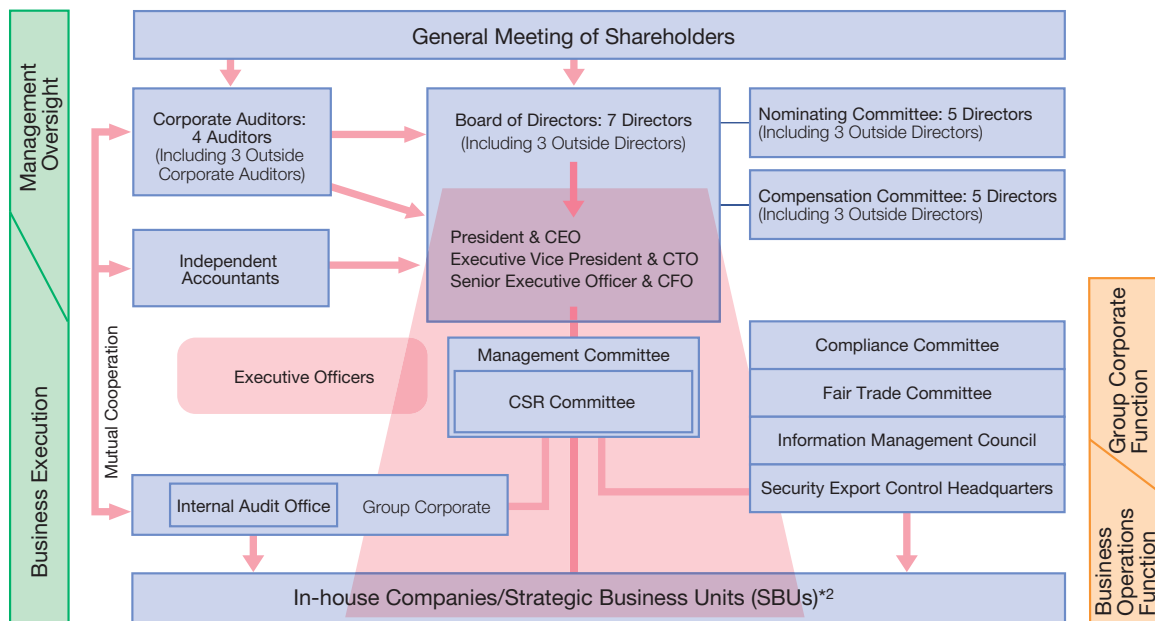 General Meeting of Shareholders
Management
Oversight
Corporate Auditors:
4 Auditors
(Including 3 Outside
Corporate Auditors)
Board of Directors: 7 Directors
(Including 3 Outside Directors)
Nominating Committee: 5 Directors
(Including 3 Outside Directors)
Compensation Committee: 5 Directors
(Including 3 Outside Directors)
Independent
Accountants
President & CEO
Executive Vice President & CTO
Senior Executive Officer & CFO
Mutual Cooperation
Executive Officers
Management Committee
CSR Committee
Compliance Committee
Fair Trade Committee
Information Management Council
Security Export Control Headquarters
Group Corporate
Function
Business Execution
Internal Audit Office
Group Corporate
Business
Operations
Function
In-house Companies/Strategic Business Units (SBUs)*2